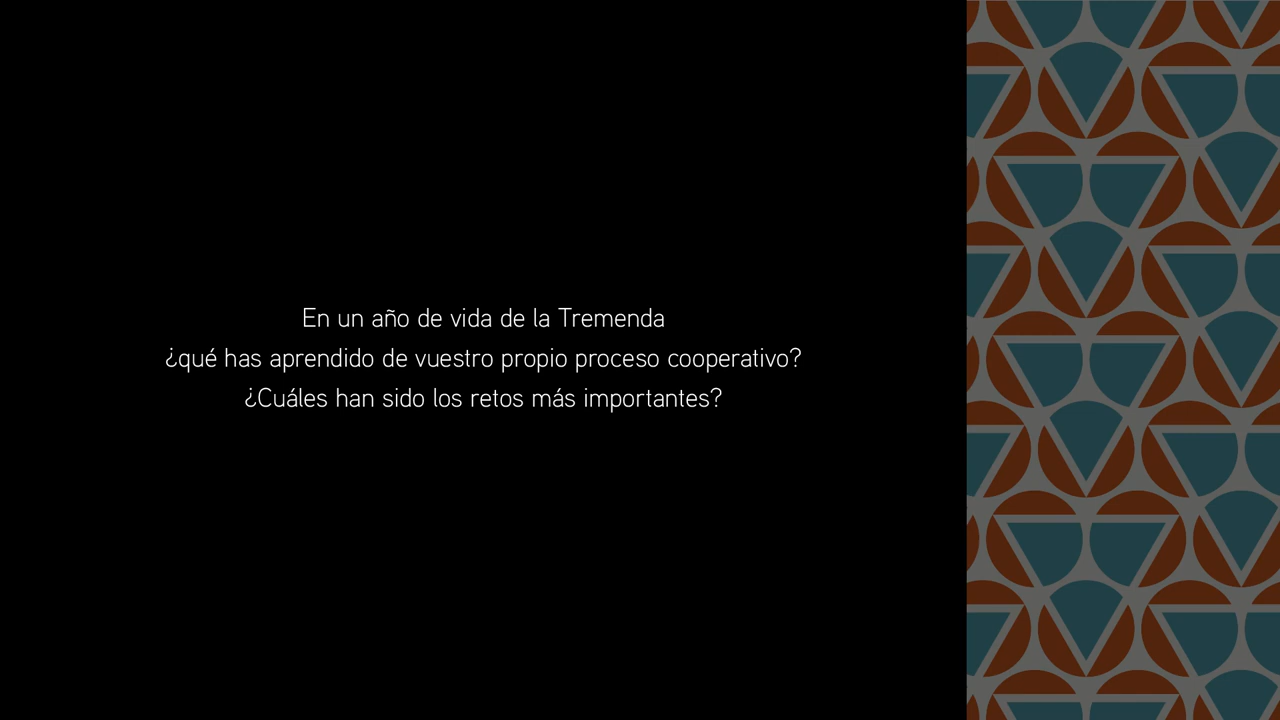 En un año de vida de la Tremenda
¿qué has aprendido de vuestro propio proceso cooperativo?
¿Cuáles han sido los retos más importantes?